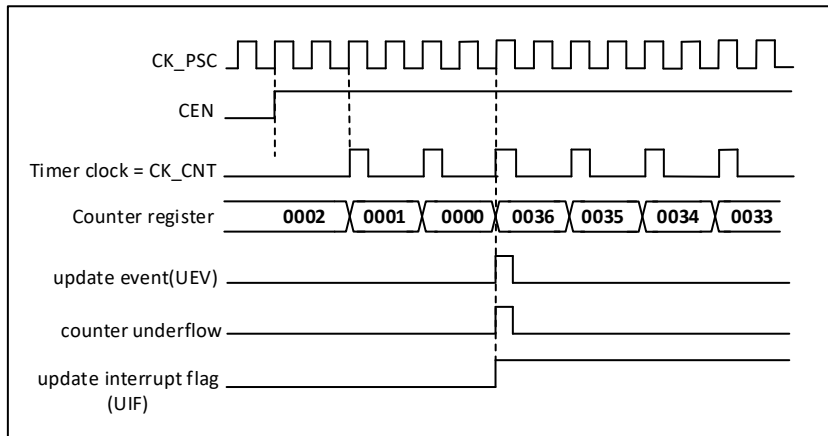 CK_PSC
CEN
Timer clock = CK_CNT
Counter register 0002 0001 0000 0036 0035 0034 0033
update event(UEV)
counter underflow
update interrupt flag
(UIF)